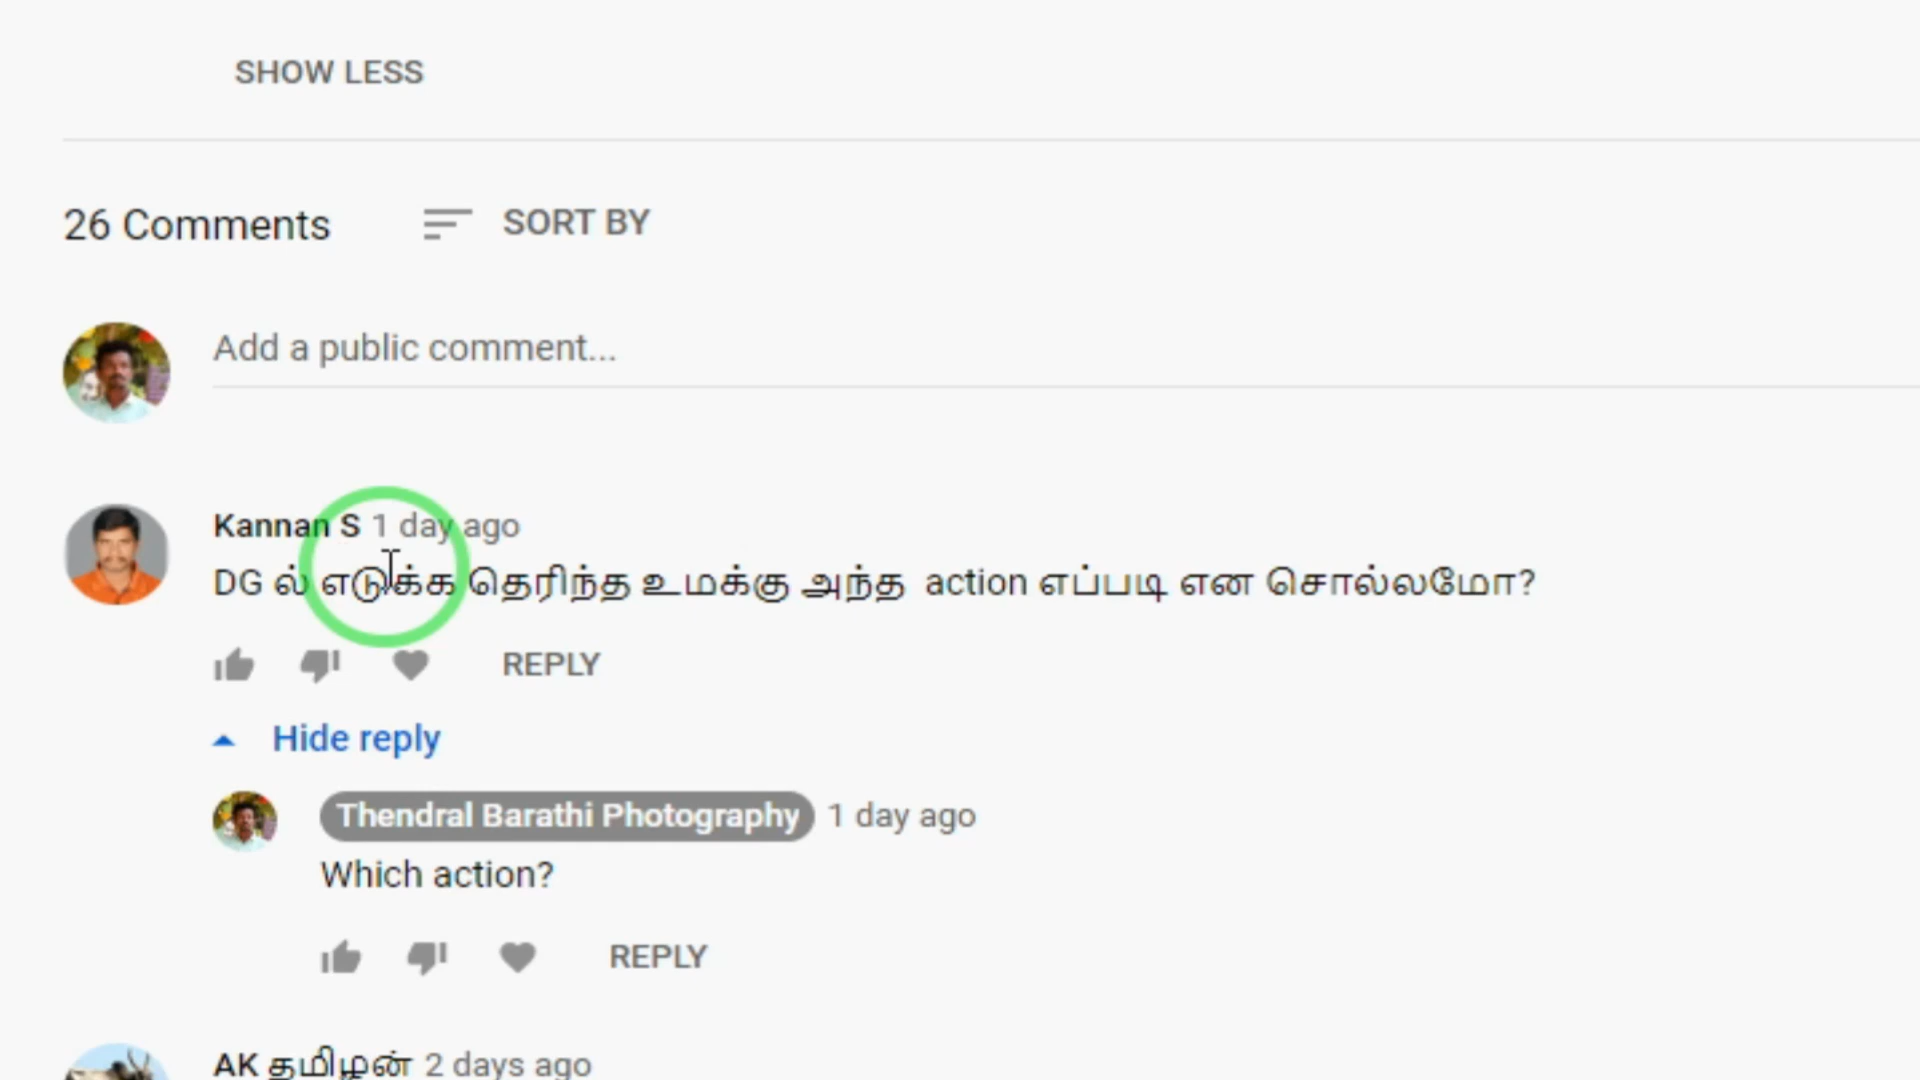 SHOW LESS
26 Comments SORT BY
Add a public comment...
Kannan S 1 day ago
DG ல் எடுக்க தெரிந்த உமக்கு அந்த action எப்படி என சொல்லமோ?
REPLY
Hide reply
Thendral Barathi Photography 1 day ago
Which action?
REPLY
AK தமிழன் 2 days ago